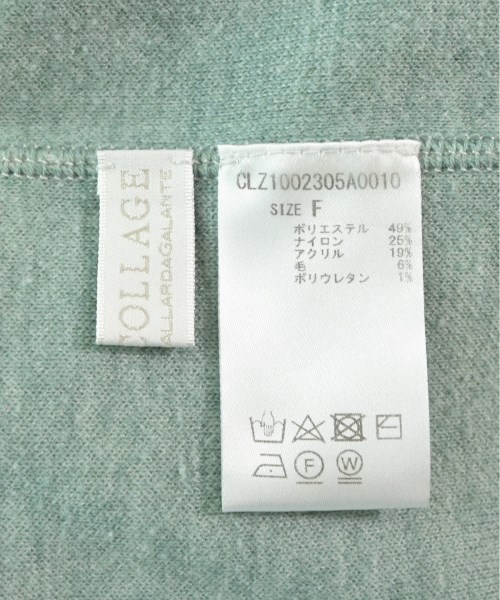 COLLAGE
GALLARDAGALANTE
CLZ1002305A0010
SIZE F
ポリエステル 49%
ナイロン 25%
アクリル 19%
毛 6%
ポリウレタン 1%
F W